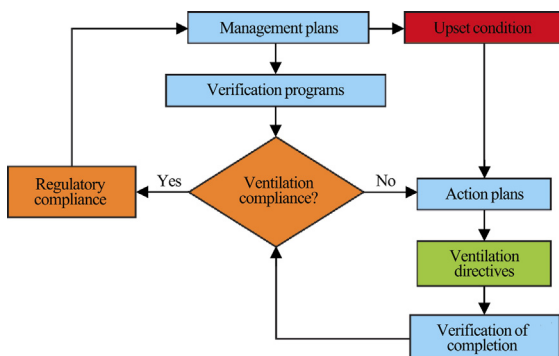 Management plans
Upset condition
Verification programs
Regulatory
compliance
Yes
Ventilation
compliance?
No
Action plans
Ventilation
directives
Verification of
completion